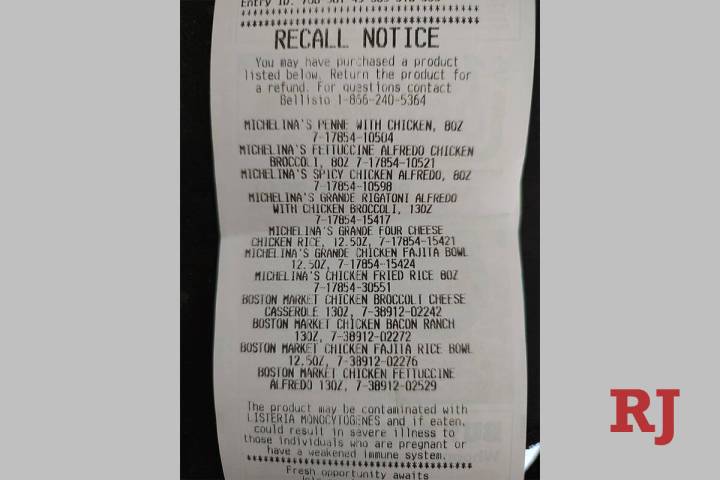 RECALL NOTICE
You may have purchased a product
listed below. Return the product for
a refund. For questions contact
Bellisio 1-866-240-5364
MICHELINA'S PENNE WITH CHICKEN, 8OZ
7-17854-10504
MICHELINA'S FETTUCCINE ALFREDO CHICKEN
BROCCOLI, 8OZ 7-17854-10521
MICHELINA'S SPICY CHICKEN ALFREDO, 8OZ
7-17854-10598
MICHELINA'S GRANDE RIGATONI ALFREDO
WITH CHICKEN BROCCOLI, 13OZ
7-17854-15417
MICHELINA'S GRANDE FOUR CHEESE
CHICKEN RICE, 12.5OZ, 7-17854-15421
MICHELINA'S GRANDE CHICKEN FAJITA BOWL
12.5OZ, 7-17854-15424
MICHELINA'S CHICKEN FRIED RICE 8OZ
7-17854-30551
BOSTON MARKET CHICKEN BROCCOLI CHEESE
CASSEROLE 13OZ, 7-38912-02242
BOSTON MARKET CHICKEN BACON RANCH
13OZ, 7-38912-02272
BOSTON MARKET CHICKEN FAJITA RICE BOWL
12.5OZ, 7-38912-02276
BOSTON MARKET CHICKEN FETTUCCINE
ALFREDO 13OZ, 7-38912-02529
The product may be contaminated with
LISTERIA MONOCYTOGENES and if eaten,
could result in severe illness to
those individuals who are pregnant or
have a weakened immune system.
Fresh opportunity awaits
RJ